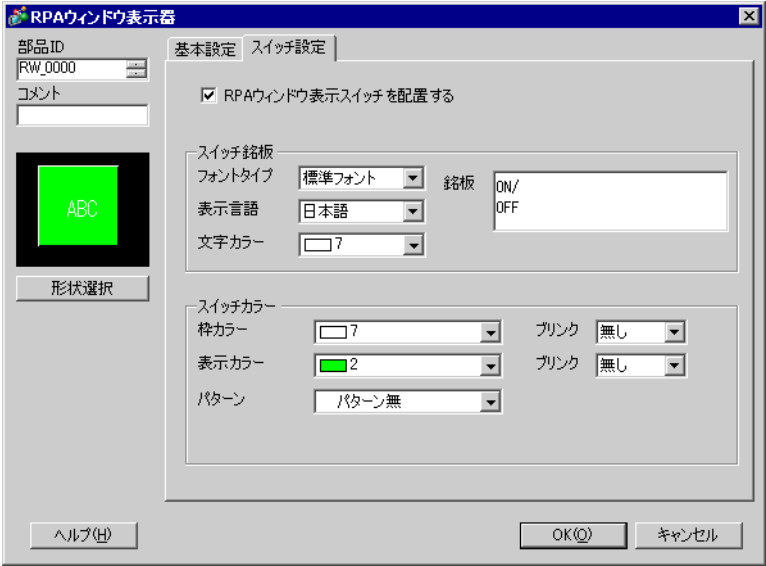 RPAウィンドウ表示器
部品ID
RW_0000
コメント
ABC
形状選択
基本設定 スイッチ設定
RPAウィンドウ表示スイッチを配置する
スイッチ銘板
フォントタイプ 標準フォント 銘板
ON/
OFF
表示言語 日本語
文字カラー 7
スイッチカラー
枠カラー 7 ブリンク 無し
表示カラー 2 ブリンク 無し
パターン パターン無
ヘルプ(H) OK(O) キャンセル